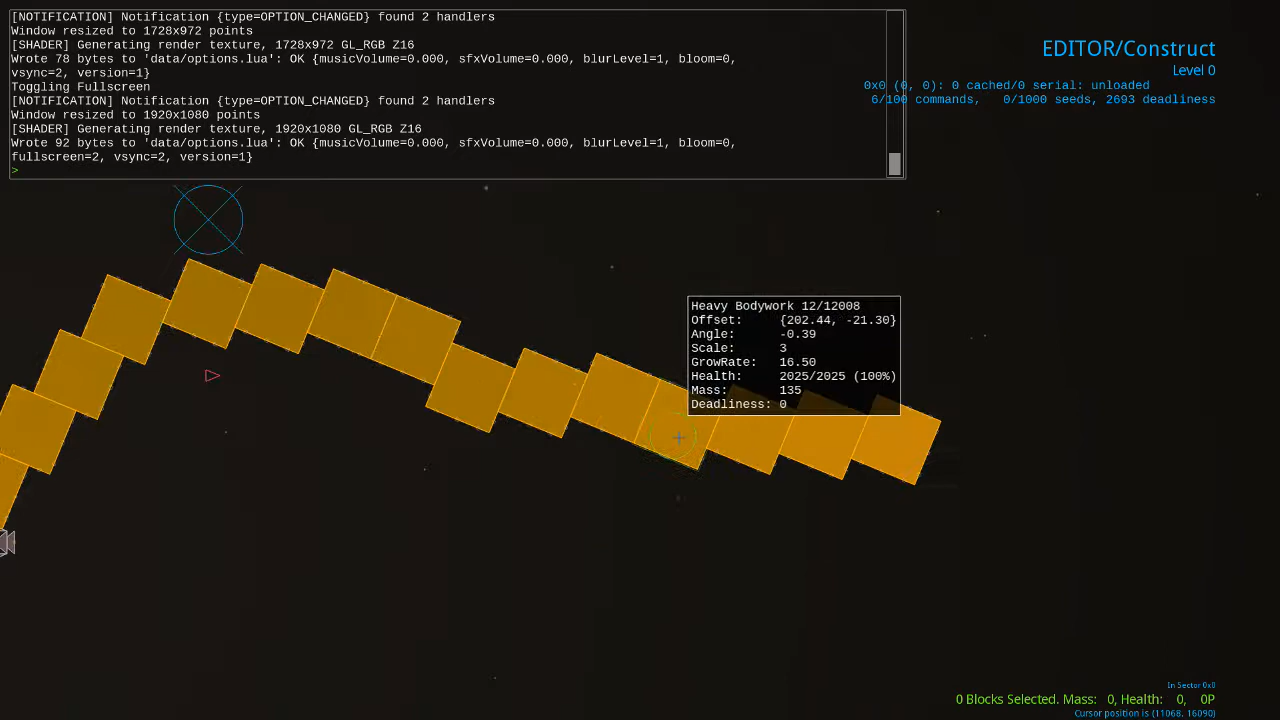 [NOTIFICATION] Notification {type=OPTION_CHANGED} found 2 handlers
Window resized to 1728x972 points
[SHADER] Generating render texture, 1728x972 GL_RGB Z16
Wrote 78 bytes to 'data/options.lua': OK {musicVolume=0.000, sfxVolume=0.000, blurLevel=1, bloom=0,
vsync=2, version=1}
Toggling Fullscreen
[NOTIFICATION] Notification {type=OPTION_CHANGED} found 2 handlers
Window resized to 1920x1080 points
[SHADER] Generating render texture, 1920x1080 GL_RGB Z16
Wrote 92 bytes to 'data/options.lua': OK {musicVolume=0.000, sfxVolume=0.000, blurLevel=1, bloom=0,
fullscreen=2, vsync=2, version=1}
>
EDITOR/Construct
Level 0
0x0 (0, 0): 0 cached/0 serial: unloaded
6/100 commands, 0/1000 seeds, 2693 deadliness
Heavy Bodywork 12/12008
Offset: {202.44, -21.30}
Angle: -0.39
Scale: 3
GrowRate: 16.50
Health: 2025/2025 (100%)
Mass: 135
Deadliness: 0
In Sector 0x0
0 Blocks Selected. Mass: 0, Health: 0, 0P
Cursor position is (11068, 16090)